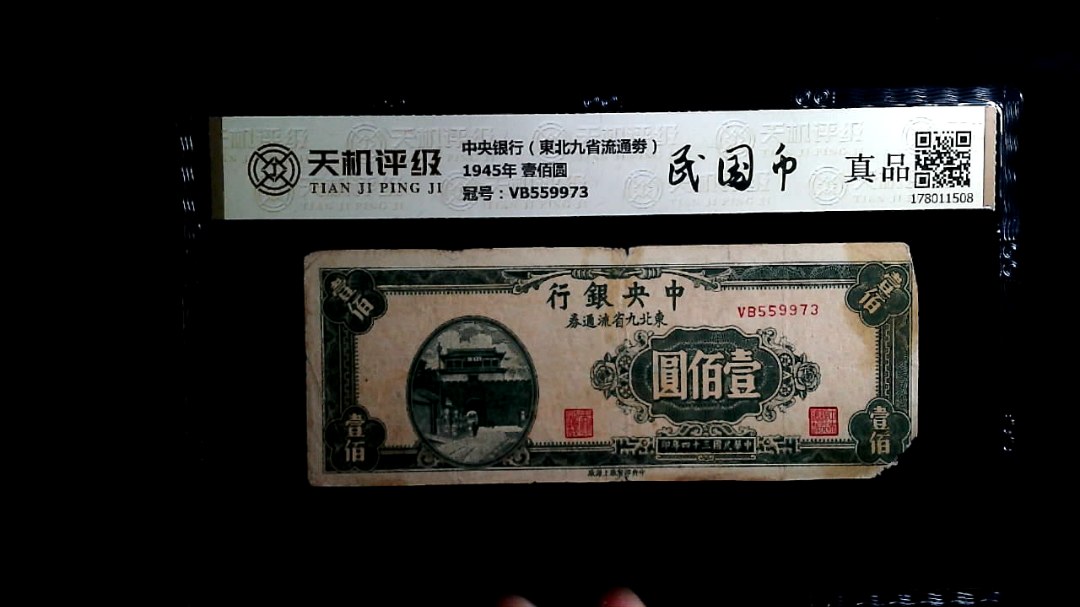 天机评级
TIAN JI PING JI
中央银行（東北九省流通券）
1945年 壹佰圆
冠号：VB559973
民国币
真品
178011508
行銀央中
券通流省九北東
VB559973
圓佰壹
壹佰
壹佰
壹佰
壹佰
印年四十三國民華中